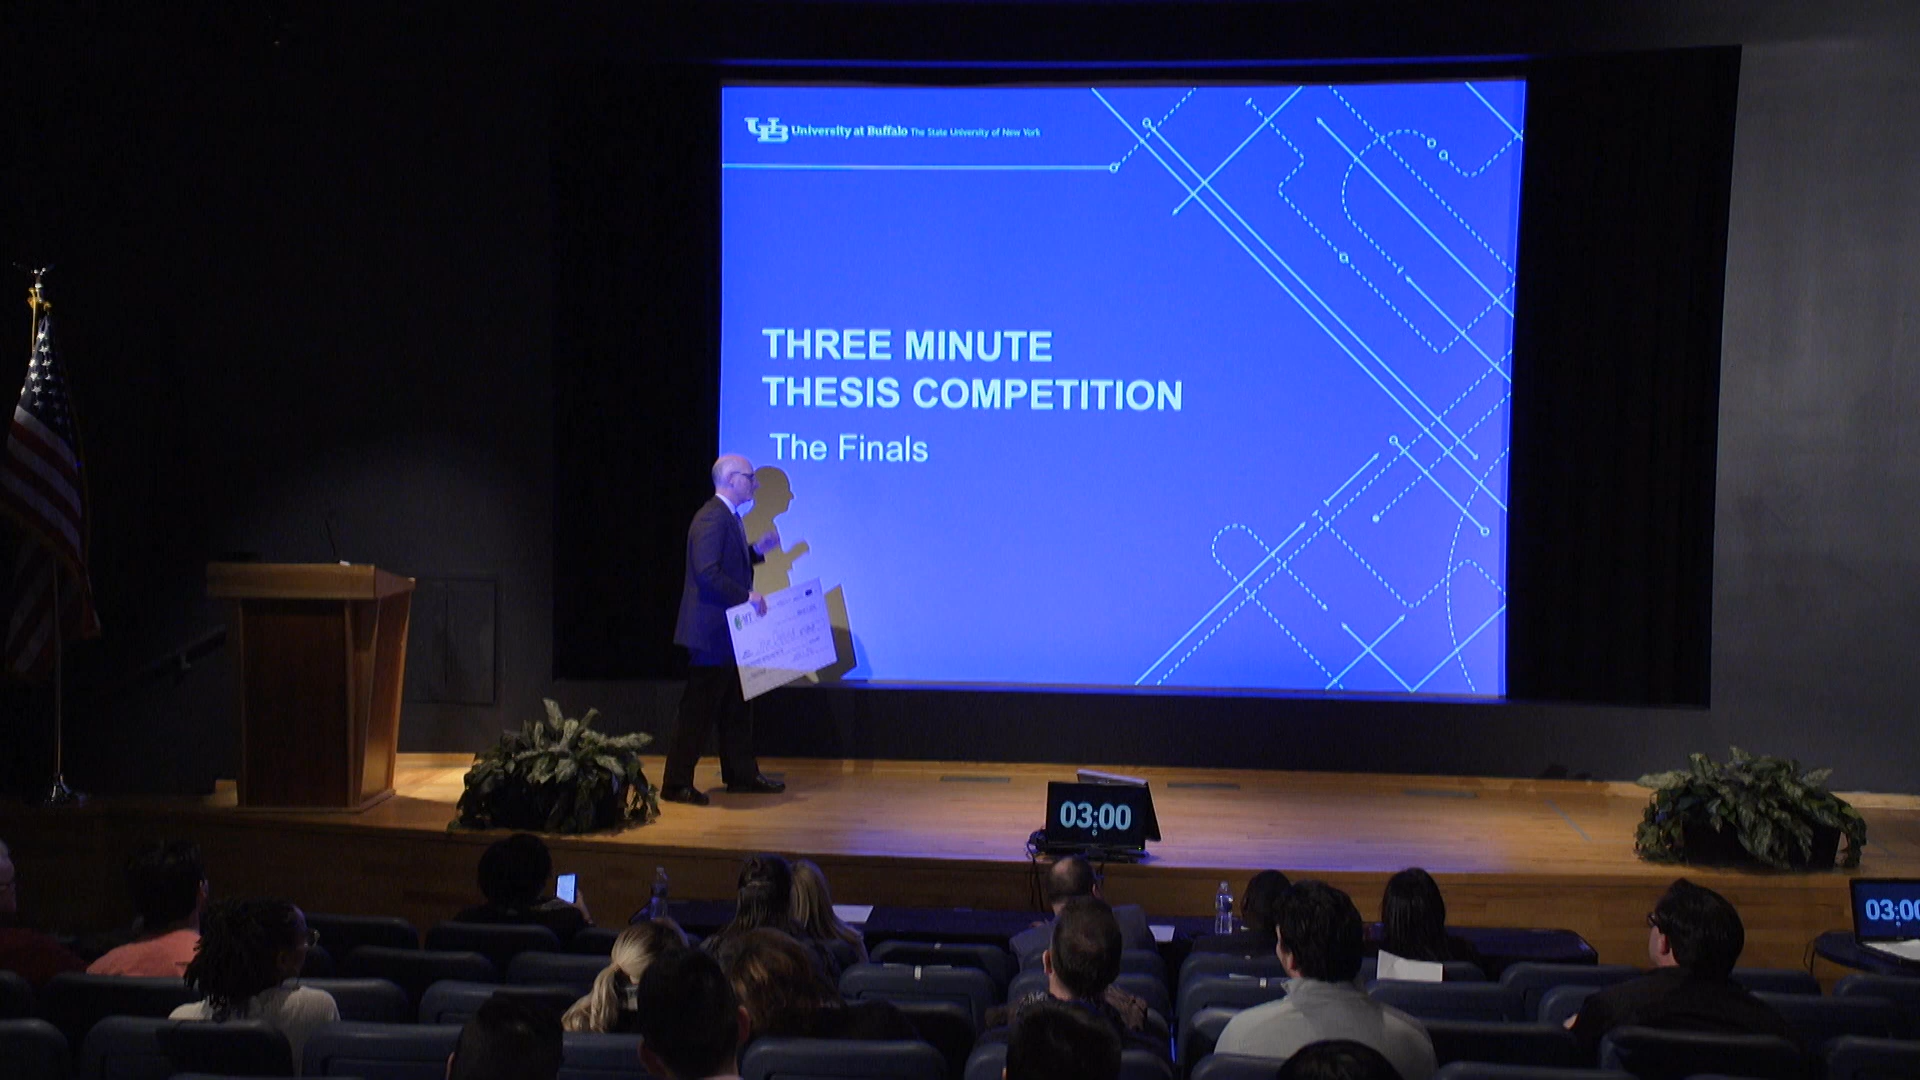 UB University at Buffalo The State University of New York
THREE MINUTE
THESIS COMPETITION
The Finals
03:00
03:00